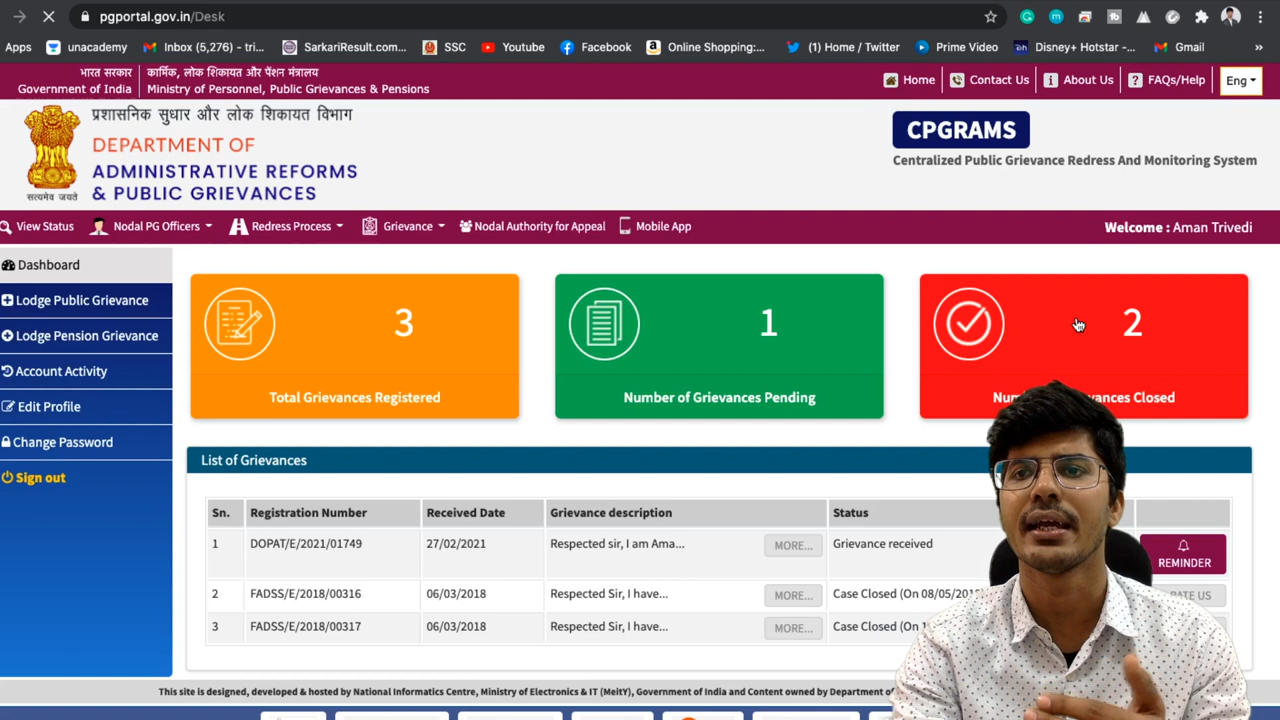 pgportal.gov.in/Desk
Apps unacademy Inbox (5,276) - tri... SarkariResult.com... SSC Youtube Facebook Online Shopping:... (1) Home / Twitter Prime Video Disney+ Hotstar -... Gmail »
भारत सरकार
Government of India
कार्मिक, लोक शिकायत और पेंशन मंत्रालय
Ministry of Personnel, Public Grievances & Pensions
Home Contact Us About Us FAQs/Help Eng
सत्यमेव जयते
प्रशासनिक सुधार और लोक शिकायत विभाग
DEPARTMENT OF
ADMINISTRATIVE REFORMS
& PUBLIC GRIEVANCES
CPGRAMS
Centralized Public Grievance Redress And Monitoring System
View Status Nodal PG Officers Redress Process Grievance Nodal Authority for Appeal Mobile App Welcome : Aman Trivedi
Dashboard
Lodge Public Grievance
Lodge Pension Grievance
Account Activity
Edit Profile
Change Password
Sign out
3
Total Grievances Registered
1
Number of Grievances Pending
2
Closed
List of Grievances
Sn. Registration Number Received Date Grievance description Status
1 DOPAT/E/2021/01749 27/02/2021 Respected sir, I am Ama... MORE... Grievance received REMINDER
2 FADSS/E/2018/00316 06/03/2018 Respected Sir, I have... MORE... Case Closed (On 08/05/201 RATE US
3 FADSS/E/2018/00317 06/03/2018 Respected Sir, I have... MORE... Case Closed (On
This site is designed, developed & hosted by National Informatics Centre, Ministry of Electronics & IT (MeitY), Government of India and Content owned by Department of